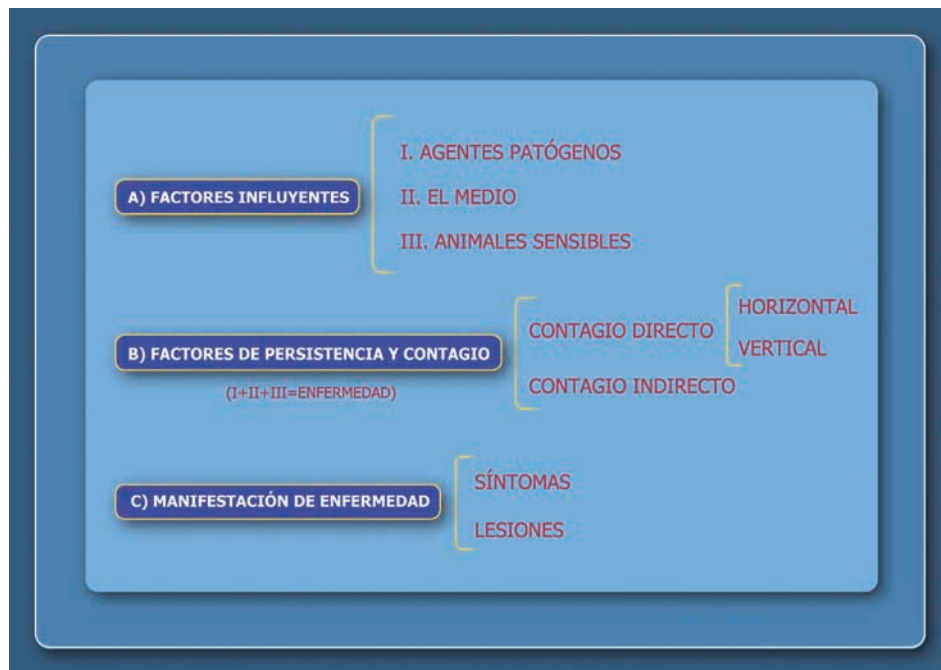 A) FACTORES INFLUYENTES
I. AGENTES PATÓGENOS
II. EL MEDIO
III. ANIMALES SENSIBLES
B) FACTORES DE PERSISTENCIA Y CONTAGIO
(I+II+III=ENFERMEDAD)
CONTAGIO DIRECTO
HORIZONTAL
VERTICAL
CONTAGIO INDIRECTO
C) MANIFESTACIÓN DE ENFERMEDAD
SÍNTOMAS
LESIONES